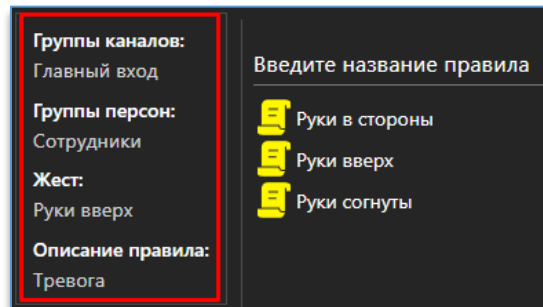 Группы каналов:
Главный вход
Группы персон:
Сотрудники
Жест:
Руки вверх
Описание правила:
Тревога
Введите название правила
Руки в стороны
Руки вверх
Руки согнуты